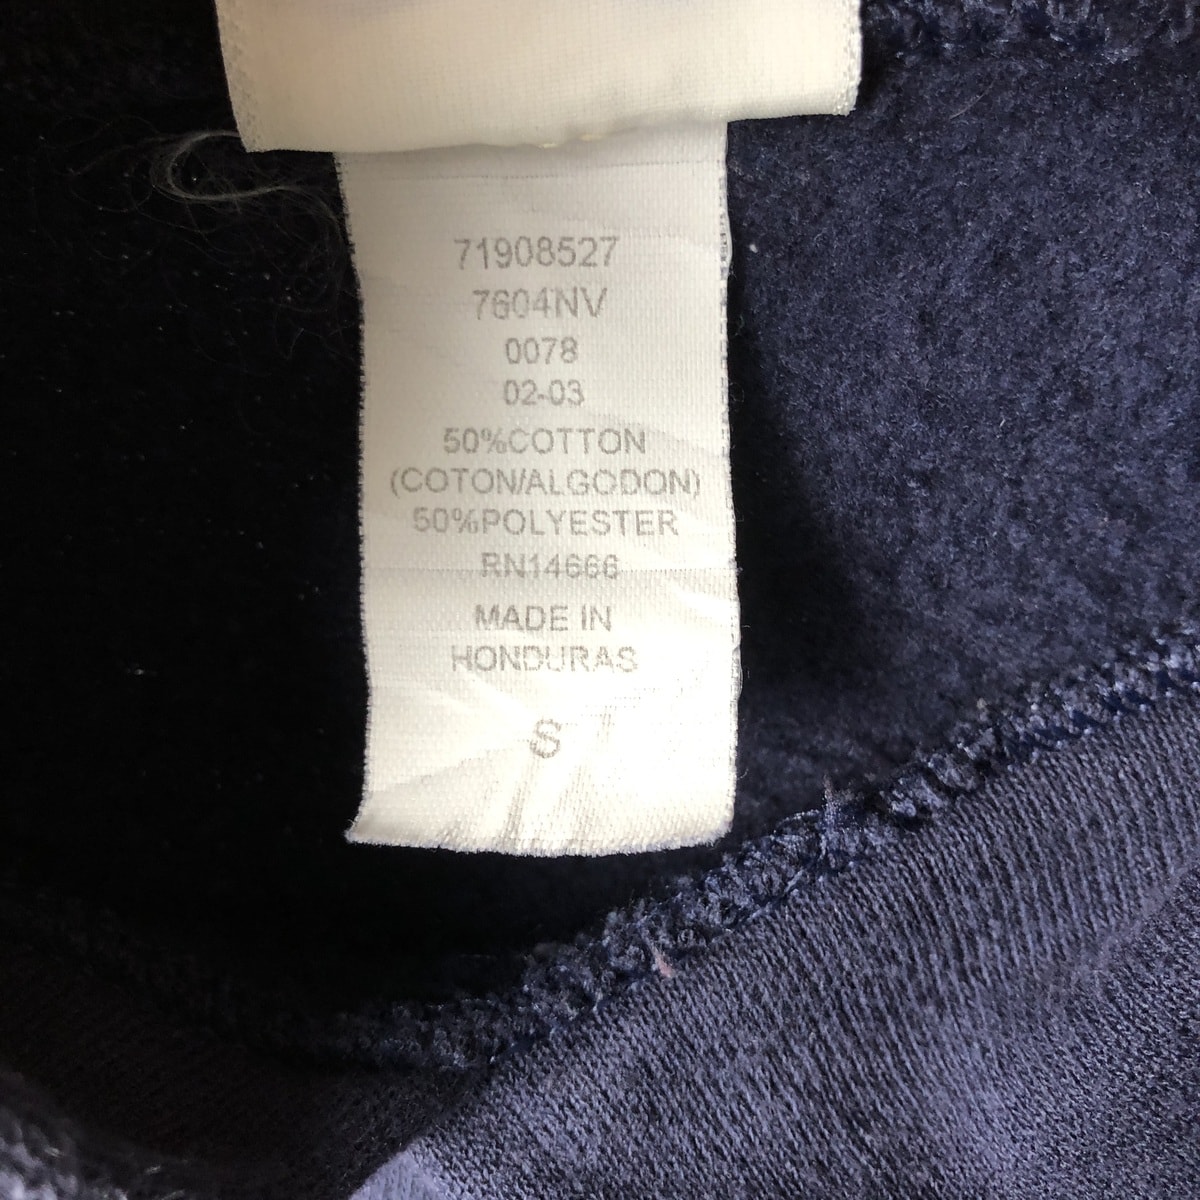 71908527
7604NV
0078
02-03
50%COTTON
(COTON/ALGODON)
50%POLYESTER
RN14666
MADE IN
HONDURAS
S